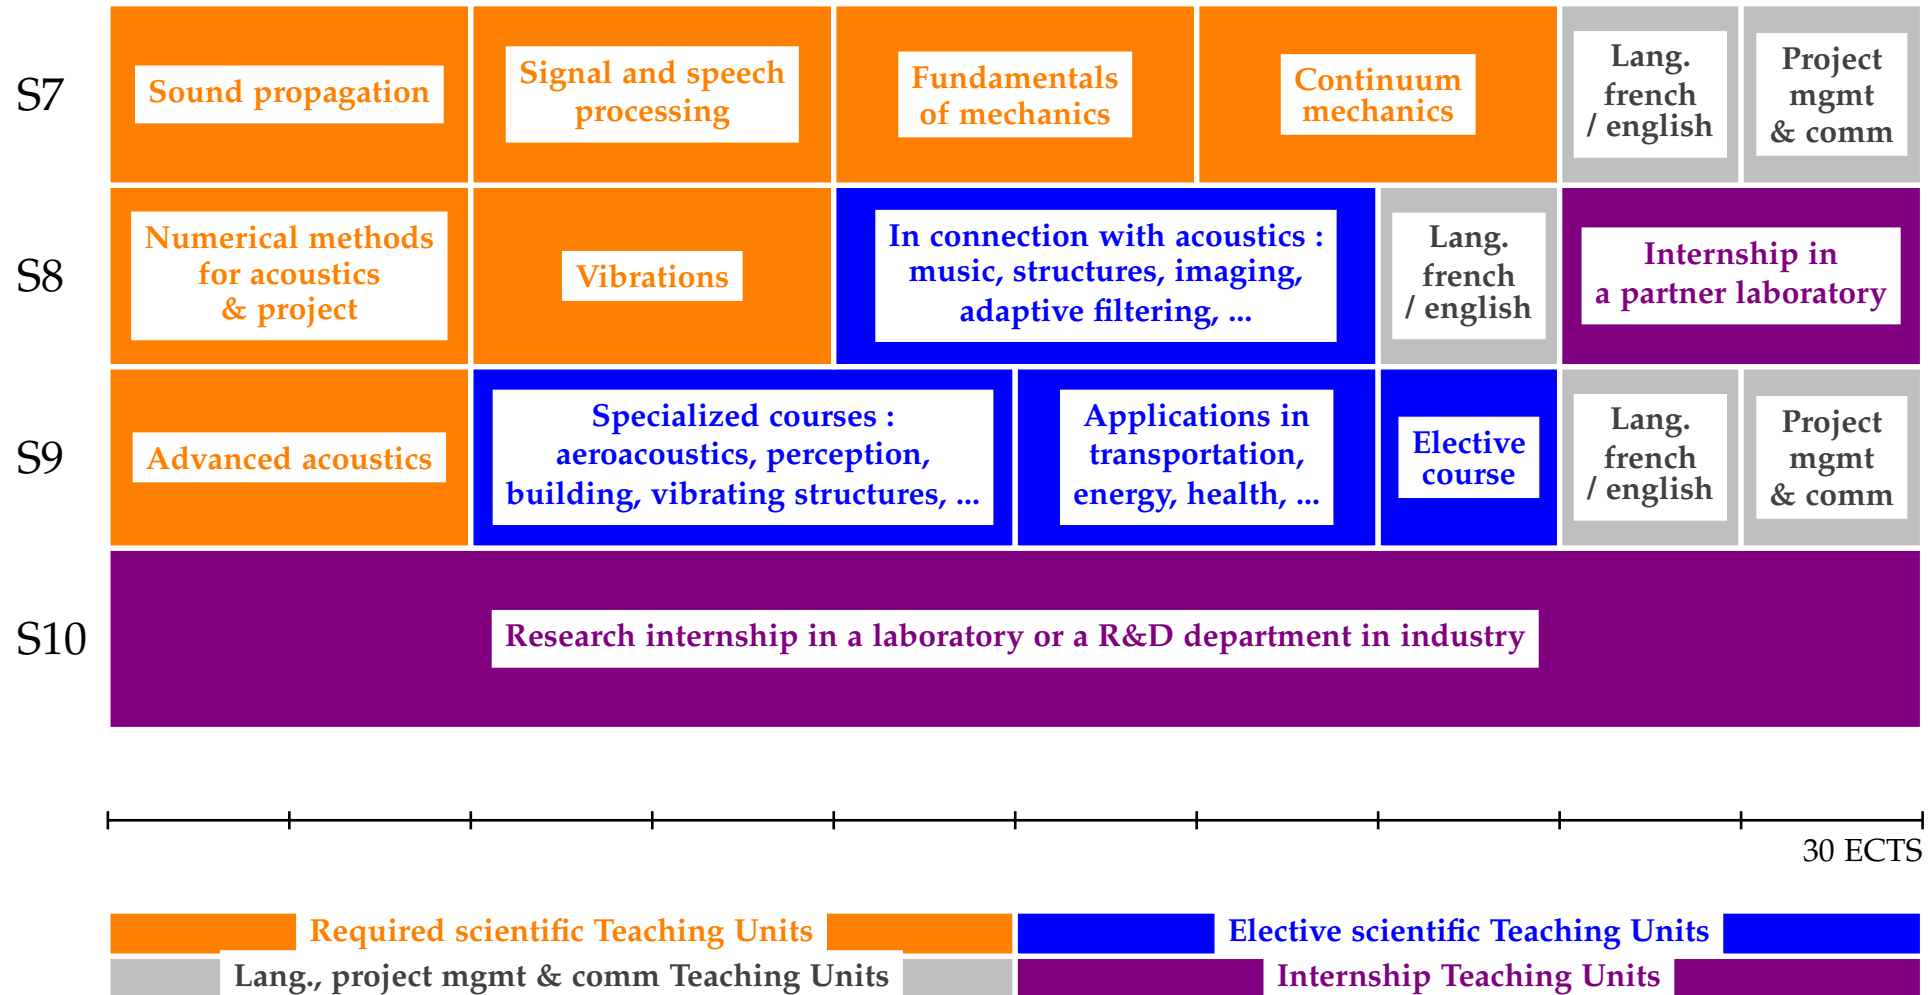 S7
Sound propagation
Signal and speech
processing
Fundamentals
of mechanics
Continuum
mechanics
Lang.
french
/ english
Project
mgmt
& comm
S8
Numerical methods
for acoustics
& project
Vibrations
In connection with acoustics :
music, structures, imaging,
adaptive filtering, ...
Lang.
french
/ english
Internship in
a partner laboratory
S9
Advanced acoustics
Specialized courses :
aeroacoustics, perception,
building, vibrating structures, ...
Applications in
transportation,
energy, health, ...
Elective
course
Lang.
french
/ english
Project
mgmt
& comm
S10
Research internship in a laboratory or a R&D department in industry
30 ECTS
Required scientific Teaching Units
Elective scientific Teaching Units
Lang., project mgmt & comm Teaching Units
Internship Teaching Units